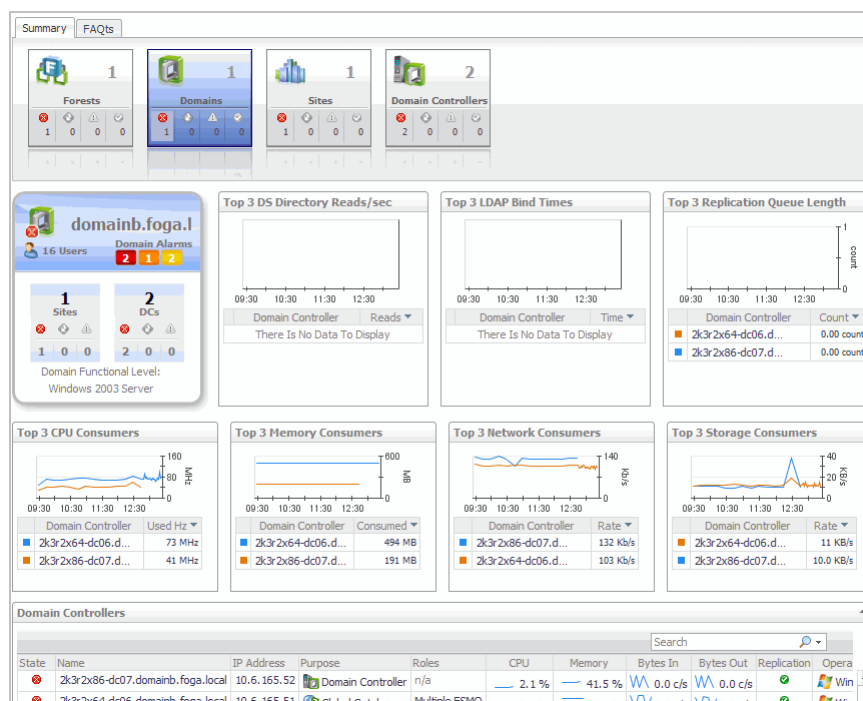 Summary FAQts
1 1 1 2
Forests Domains Sites Domain Controllers
1 0 0 0 1 0 0 0 1 0 0 0 2 0 0 0
domainb.foga.l
16 Users Domain Alarms
2 1 2
1 2
Sites DCs
1 0 0 2 0 0
Domain Functional Level:
Windows 2003 Server
Top 3 DS Directory Reads/sec
09:30 10:30 11:30 12:30
Domain Controller Reads
There Is No Data To Display
Top 3 LDAP Bind Times
09:30 10:30 11:30 12:30
Domain Controller Time
There Is No Data To Display
Top 3 Replication Queue Length
1
count
0
09:30 10:30 11:30 12:30
Domain Controller Count
2k3r2x64-dc06.d... 0.00 count
2k3r2x86-dc07.d... 0.00 count
Top 3 CPU Consumers
160
80 MHz
0
09:30 10:30 11:30 12:30
Domain Controller Used Hz
2k3r2x64-dc06.d... 73 MHz
2k3r2x86-dc07.d... 41 MHz
Top 3 Memory Consumers
600
MB
0
09:30 10:30 11:30 12:30
Domain Controller Consumed
2k3r2x64-dc06.d... 494 MB
2k3r2x86-dc07.d... 191 MB
Top 3 Network Consumers
140
Kb/s
0
09:30 10:30 11:30 12:30
Domain Controller Rate
2k3r2x86-dc07.d... 132 Kb/s
2k3r2x64-dc06.d... 103 Kb/s
Top 3 Storage Consumers
40
20 KB/s
0
09:30 10:30 11:30 12:30
Domain Controller Rate
2k3r2x64-dc06.d... 11 KB/s
2k3r2x86-dc07.d... 10.0 KB/s
Domain Controllers
Search
State Name IP Address Purpose Roles CPU Memory Bytes In Bytes Out Replication Opera
2k3r2x86-dc07.domainb.foga.local 10.6.165.52 Domain Controller n/a 2.1 % 41.5 % 0.0 c/s 0.0 c/s Win
2k3r2x64-dc06.domainb.foga.local 10.6.165.51